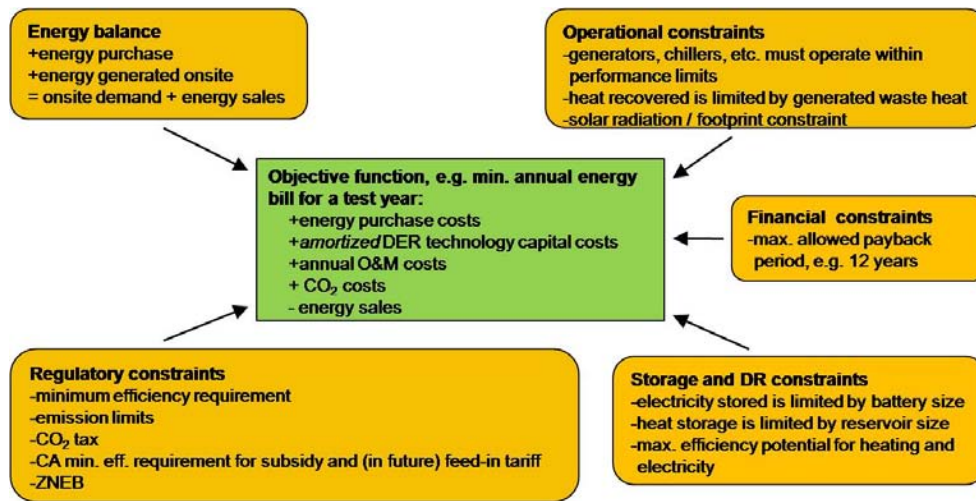 Energy balance
+energy purchase
+energy generated onsite
= onsite demand + energy sales
Operational constraints
-generators, chillers, etc. must operate within
performance limits
-heat recovered is limited by generated waste heat
-solar radiation / footprint constraint
Objective function, e.g. min. annual energy
bill for a test year:
+energy purchase costs
+amortized DER technology capital costs
+annual O&M costs
+ CO₂ costs
- energy sales
Financial constraints
-max. allowed payback
period, e.g. 12 years
Regulatory constraints
-minimum efficiency requirement
-emission limits
-CO₂ tax
-CA min. eff. requirement for subsidy and (in future) feed-in tariff
-ZNEB
Storage and DR constraints
-electricity stored is limited by battery size
-heat storage is limited by reservoir size
-max. efficiency potential for heating and
electricity